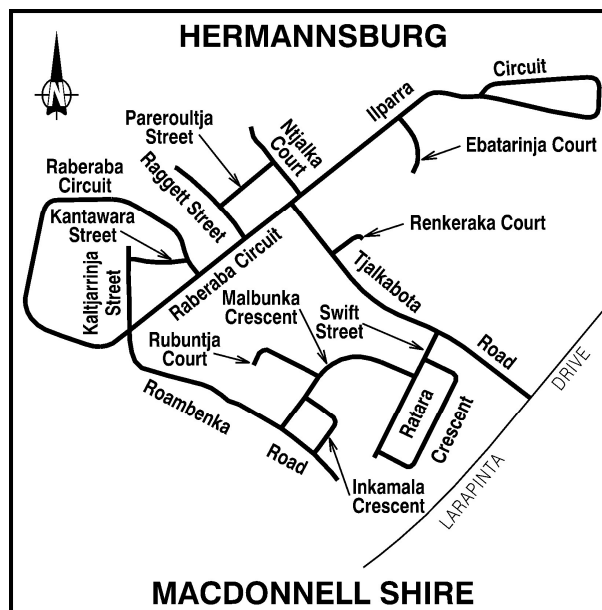 HERMANNSBURG
N
Circuit
Ilparra
Pareroultja
Street
Ntjalka
Court
Ebatarinja Court
Raberaba
Circuit
Raggett Street
Kantawara
Street
Renkeraka Court
Kaltjarrinja
Street
Raberaba Circuit
Tjalkabota
Road
Malbunka
Crescent
Swift
Street
Rubuntja
Court
Roambenka
Road
Ratara
Crescent
DRIVE
LARAPINTA
Inkamala
Crescent
MACDONNELL SHIRE